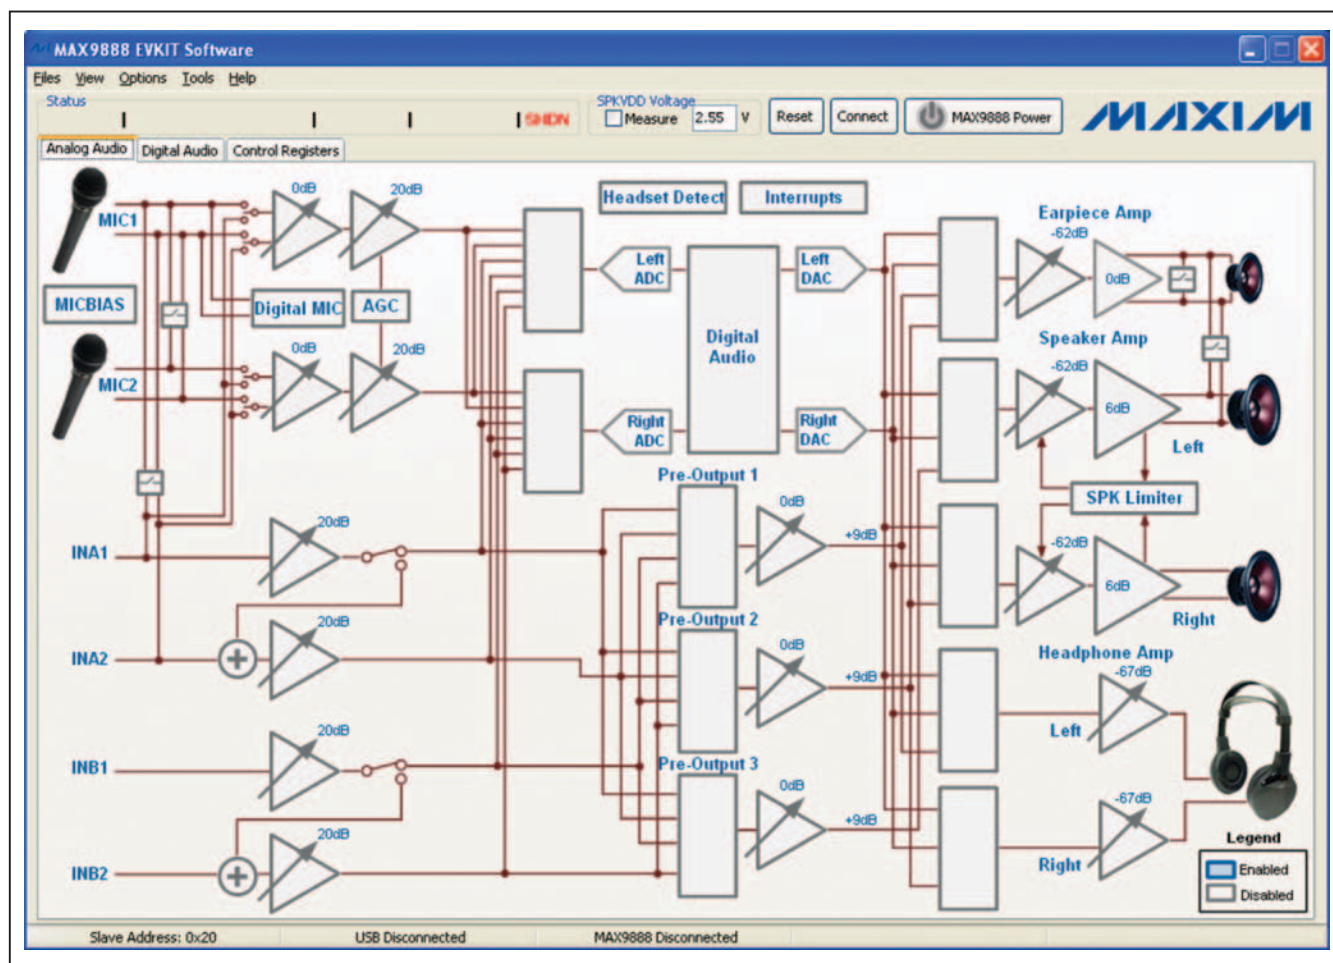 MAX9888 EVKIT Software
Files View Options Tools Help
Status
SHDN
SPKVDD Voltage
Measure 2.55 V
Reset
Connect
MAX9888 Power
MAXIM
Analog Audio
Digital Audio
Control Registers
0dB
20dB
Headset Detect
Interrupts
MIC1
Earpiece Amp
-62dB
Left ADC
Left DAC
0dB
MICBIAS
Digital MIC
AGC
Digital Audio
0dB
20dB
Speaker Amp
-62dB
MIC2
6dB
Right ADC
Right DAC
Left
Pre-Output 1
SPK Limiter
0dB
20dB
+9dB
-62dB
INA1
6dB
Pre-Output 2
Right
20dB
0dB
Headphone Amp
INA2
+9dB
-67dB
20dB
Left
Pre-Output 3
INB1
0dB
-67dB
20dB
+9dB
Right
INB2
Legend
Enabled
Disabled
Slave Address: 0x20
USB Disconnected
MAX9888 Disconnected